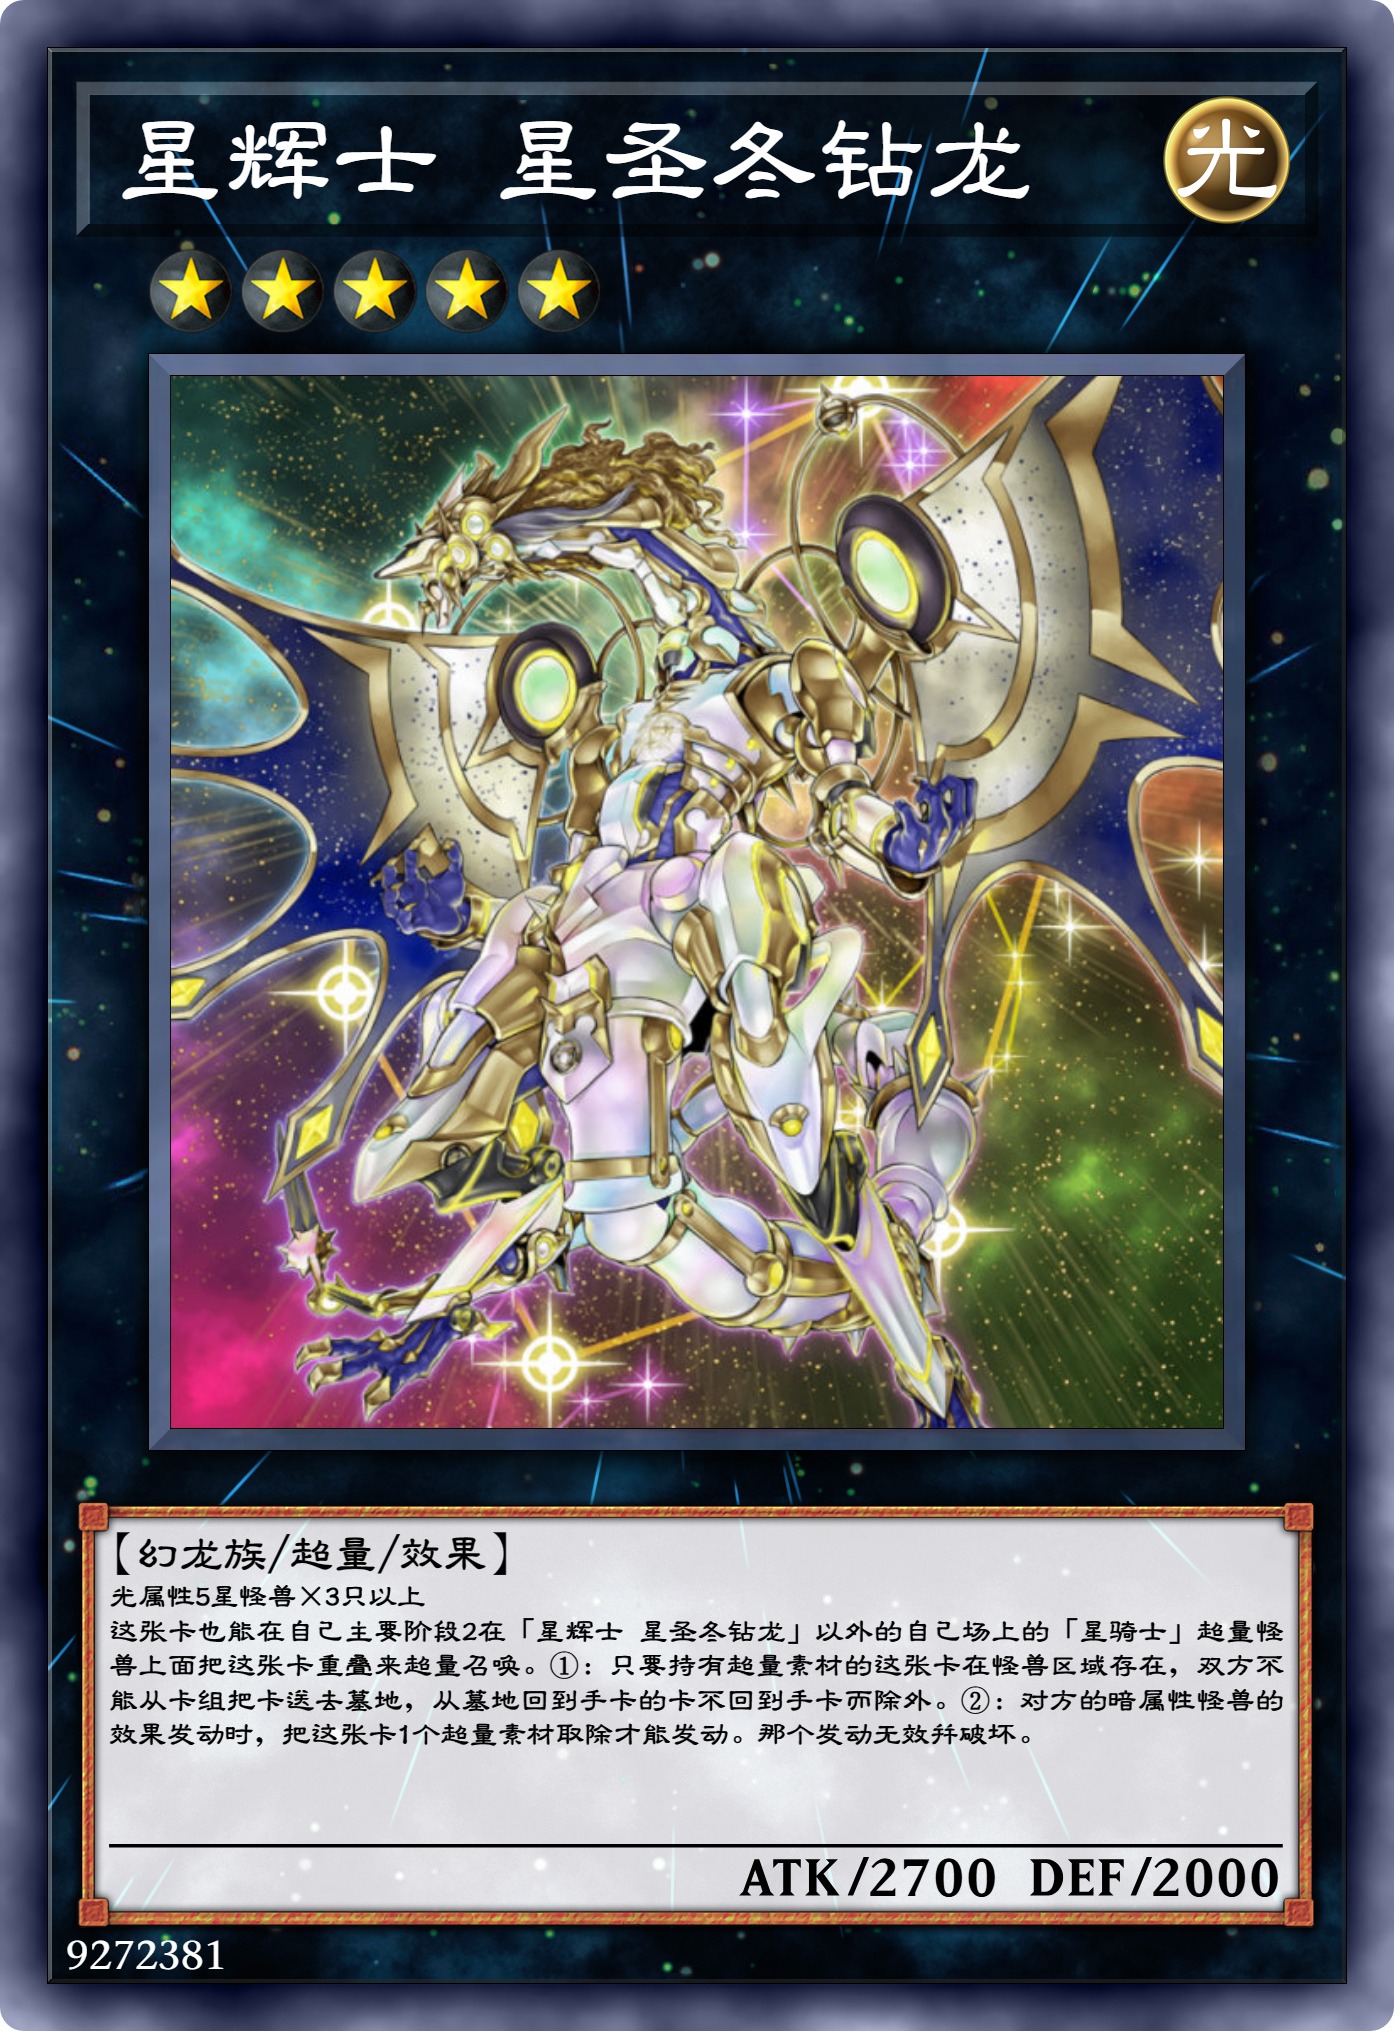 星辉士 星圣冬钻龙
光
【幻龙族/超量/效果】
光属性5星怪兽×3只以上
这张卡也能在自己主要阶段2在「星辉士 星圣冬钻龙」以外的自己场上的「星骑士」超量怪
兽上面把这张卡重叠来超量召唤。①：只要持有超量素材的这张卡在怪兽区域存在，双方不
能从卡组把卡送去墓地，从墓地回到手卡的卡不回到手卡而除外。②：对方的暗属性怪兽的
效果发动时，把这张卡1个超量素材取除才能发动。那个发动无效并破坏。
ATK/2700 DEF/2000
9272381